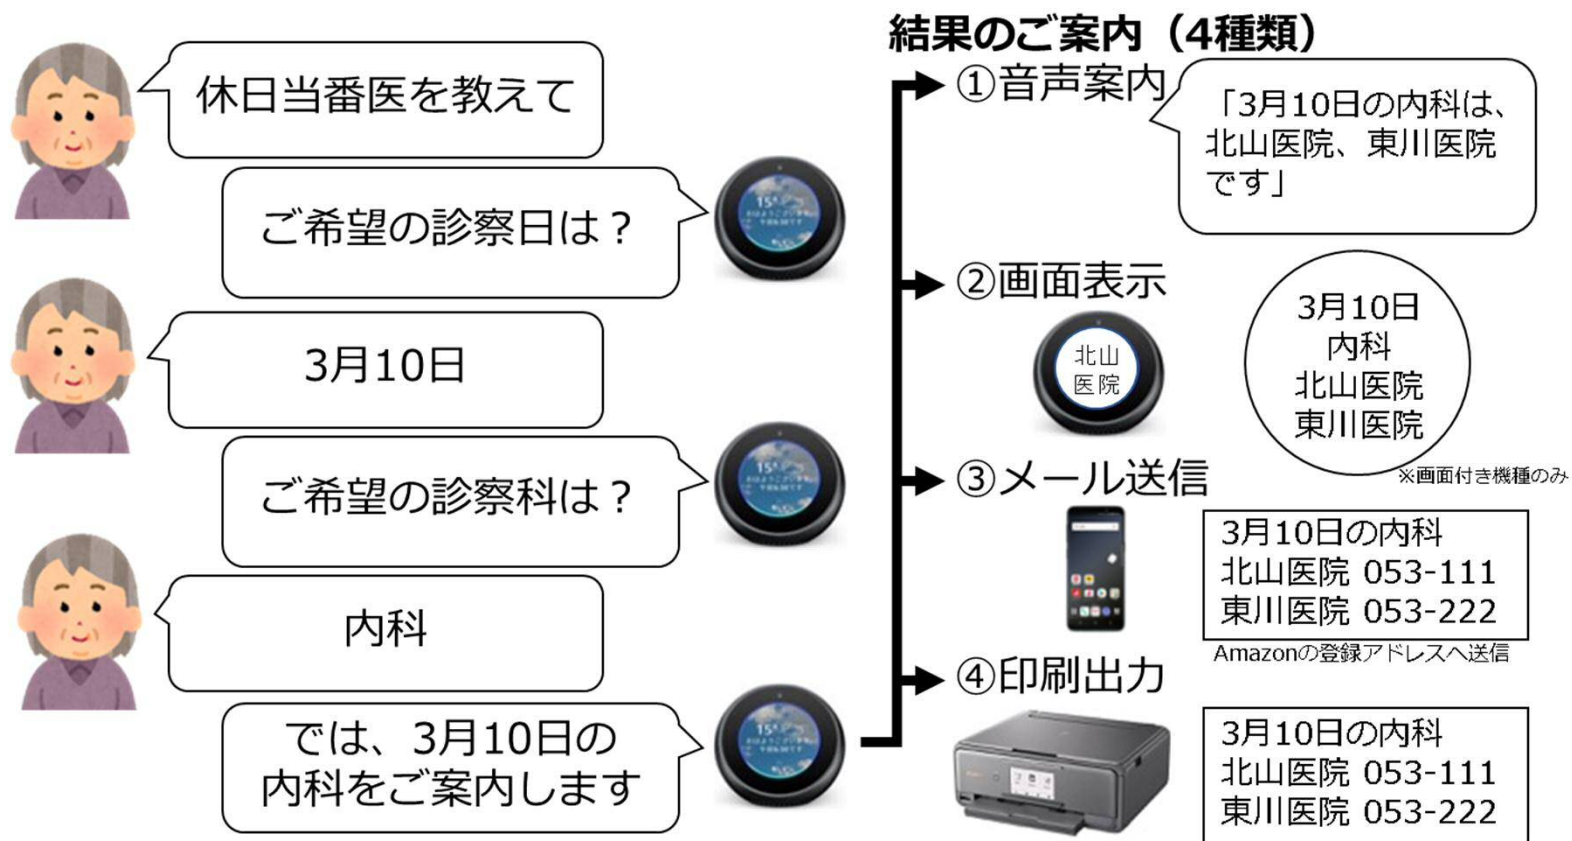 休日当番医を教えて
ご希望の診察日は？
3月10日
ご希望の診察科は？
内科
では、3月10日の
内科をご案内します
結果のご案内（4種類）
①音声案内
「3月10日の内科は、
北山医院、東川医院
です」
②画面表示
北山
医院
3月10日
内科
北山医院
東川医院
※画面付き機種のみ
③メール送信
3月10日の内科
北山医院 053-111
東川医院 053-222
Amazonの登録アドレスへ送信
④印刷出力
3月10日の内科
北山医院 053-111
東川医院 053-222